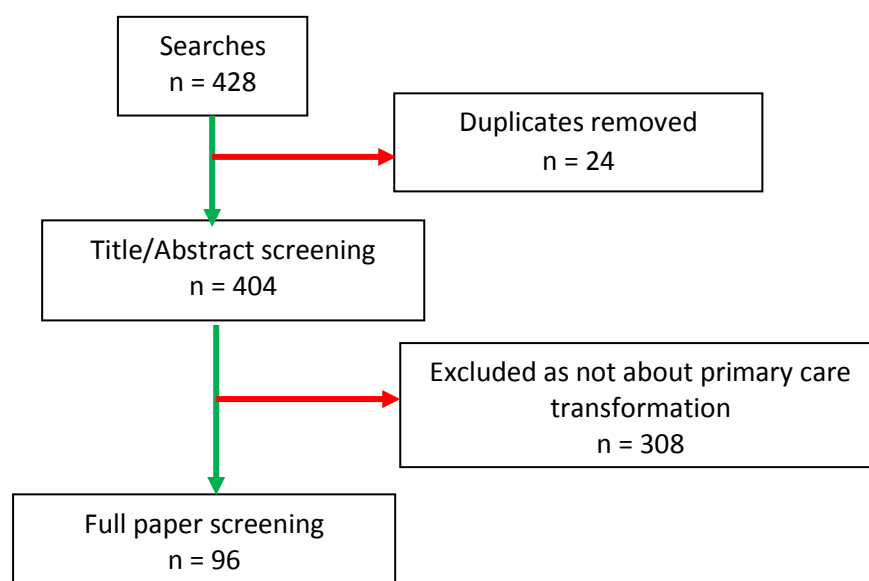 Searches
n = 428
Duplicates removed
n = 24
Title/Abstract screening
n = 404
Excluded as not about primary care
transformation
n = 308
Full paper screening
n = 96